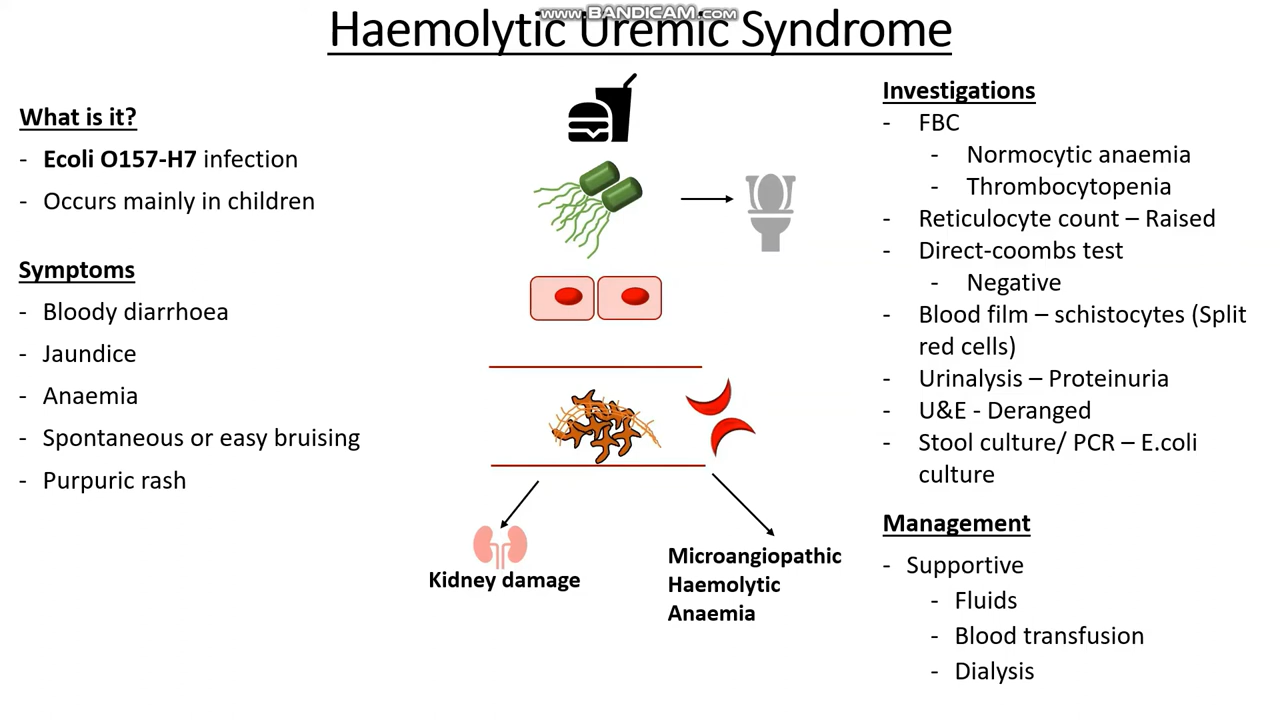 www.BANDICAM.com
Haemolytic Uremic Syndrome
What is it?
- Ecoli O157-H7 infection
- Occurs mainly in children
Symptoms
- Bloody diarrhoea
- Jaundice
- Anaemia
- Spontaneous or easy bruising
- Purpuric rash
Kidney damage
Microangiopathic
Haemolytic
Anaemia
Investigations
- FBC
- Normocytic anaemia
- Thrombocytopenia
- Reticulocyte count – Raised
- Direct-coombs test
- Negative
- Blood film – schistocytes (Split
red cells)
- Urinalysis – Proteinuria
- U&E - Deranged
- Stool culture/ PCR – E.coli
culture
Management
- Supportive
- Fluids
- Blood transfusion
- Dialysis